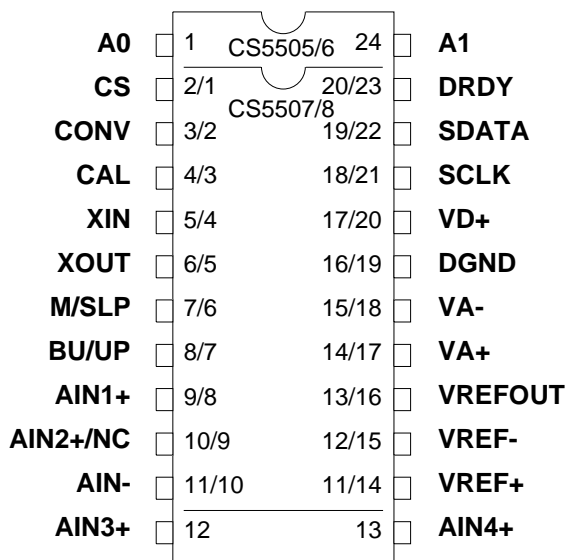 A0 1 CS5505/6 24 A1
CS 2/1 20/23 DRDY
CS5507/8
CONV 3/2 19/22 SDATA
CAL 4/3 18/21 SCLK
XIN 5/4 17/20 VD+
XOUT 6/5 16/19 DGND
M/SLP 7/6 15/18 VA-
BU/UP 8/7 14/17 VA+
AIN1+ 9/8 13/16 VREFOUT
AIN2+/NC 10/9 12/15 VREF-
AIN- 11/10 11/14 VREF+
AIN3+ 12 13 AIN4+